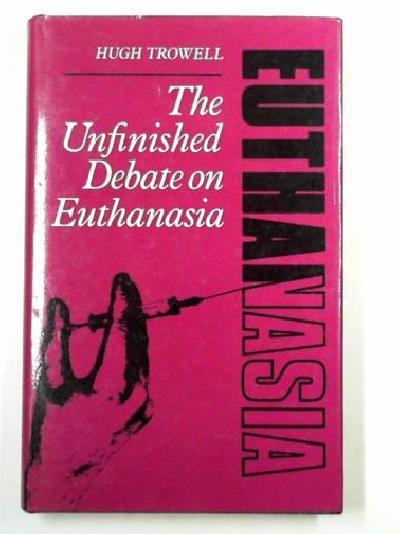 HUGH TROWELL
The
Unfinished
Debate on
Euthanasia
EUTHANASIA